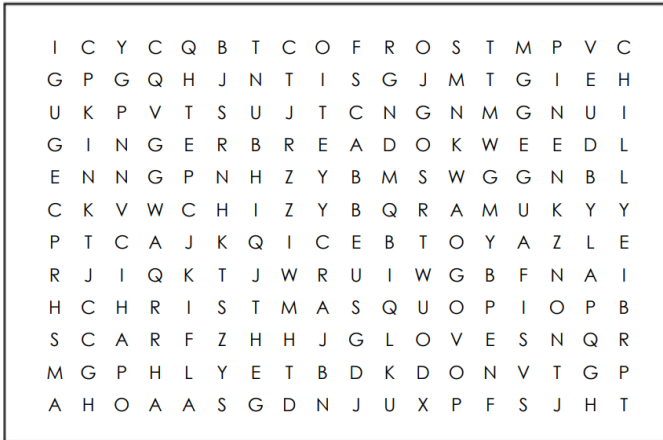 I C Y C Q B T C O F R O S T M P V C
G P G Q H J N T I S G J M T G I E H
U K P V T S U J T C N G N M G N U I
G I N G E R B R E A D O K W E E D L
E N N G P N H Z Y B M S W G G N B L
C K V W C H I Z Y B Q R A M U K Y Y
P T C A J K Q I C E B T O Y A Z L E
R J I Q K T J W R U I W G B F N A I
H C H R I S T M A S Q U O P I O P B
S C A R F Z H H J G L O V E S N Q R
M G P H L Y E T B D K D O N V T G P
A H O A A S G D N J U X P F S J H T